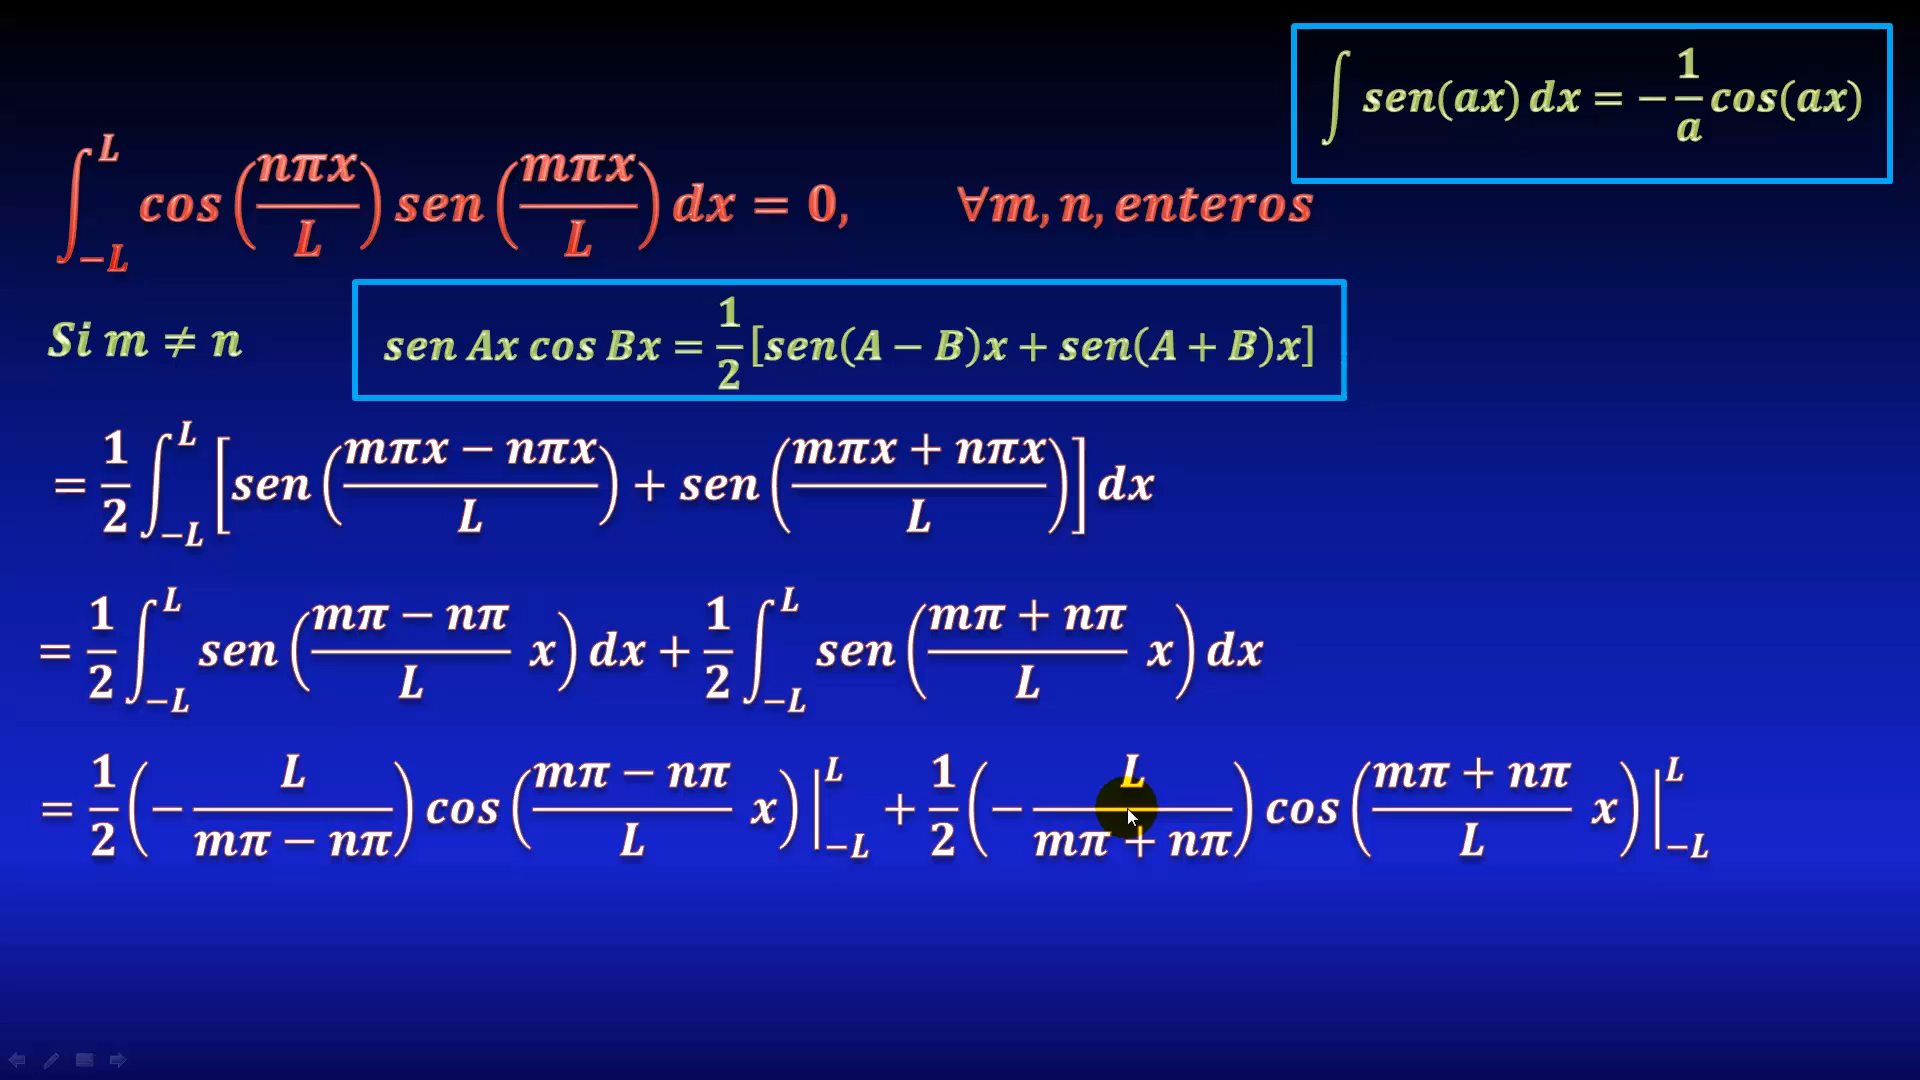 ∫ sen(ax) dx = −1/a cos(ax)
∫_{−L}^{L} cos(nπx/L) sen(mπx/L) dx = 0, ∀m, n, enteros
Si m ≠ n
sen Ax cos Bx = 1/2 [sen(A − B)x + sen(A + B)x]
= 1/2 ∫_{−L}^{L} [sen((mπx − nπx)/L) + sen((mπx + nπx)/L)] dx
= 1/2 ∫_{−L}^{L} sen((mπ − nπ)/L x) dx + 1/2 ∫_{−L}^{L} sen((mπ + nπ)/L x) dx
= 1/2 (−L/(mπ − nπ)) cos((mπ − nπ)/L x)|_{−L}^{L} + 1/2 (−L/(mπ + nπ)) cos((mπ + nπ)/L x)|_{−L}^{L}